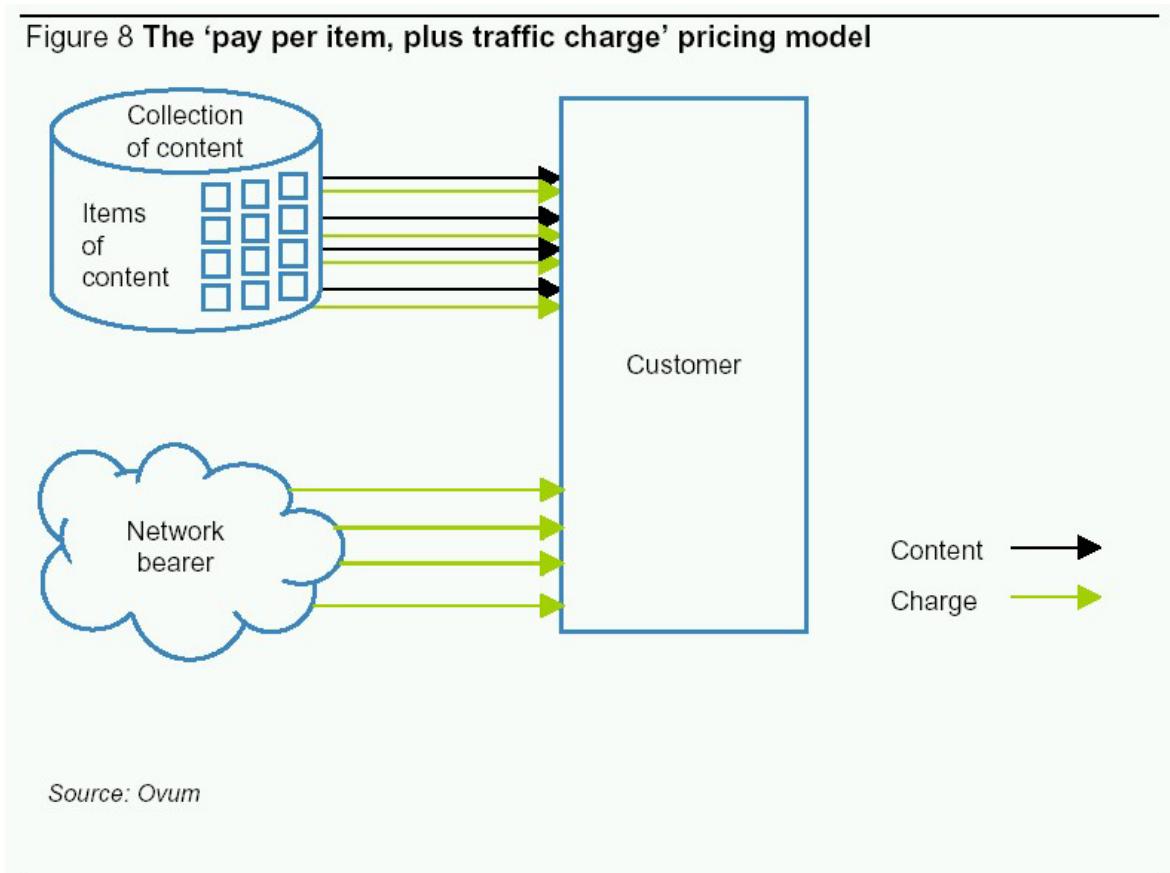 Figure 8 The ‘pay per item, plus traffic charge’ pricing model
Collection
of content
Items
of
content
Customer
Network
bearer
Content
Charge
Source: Ovum